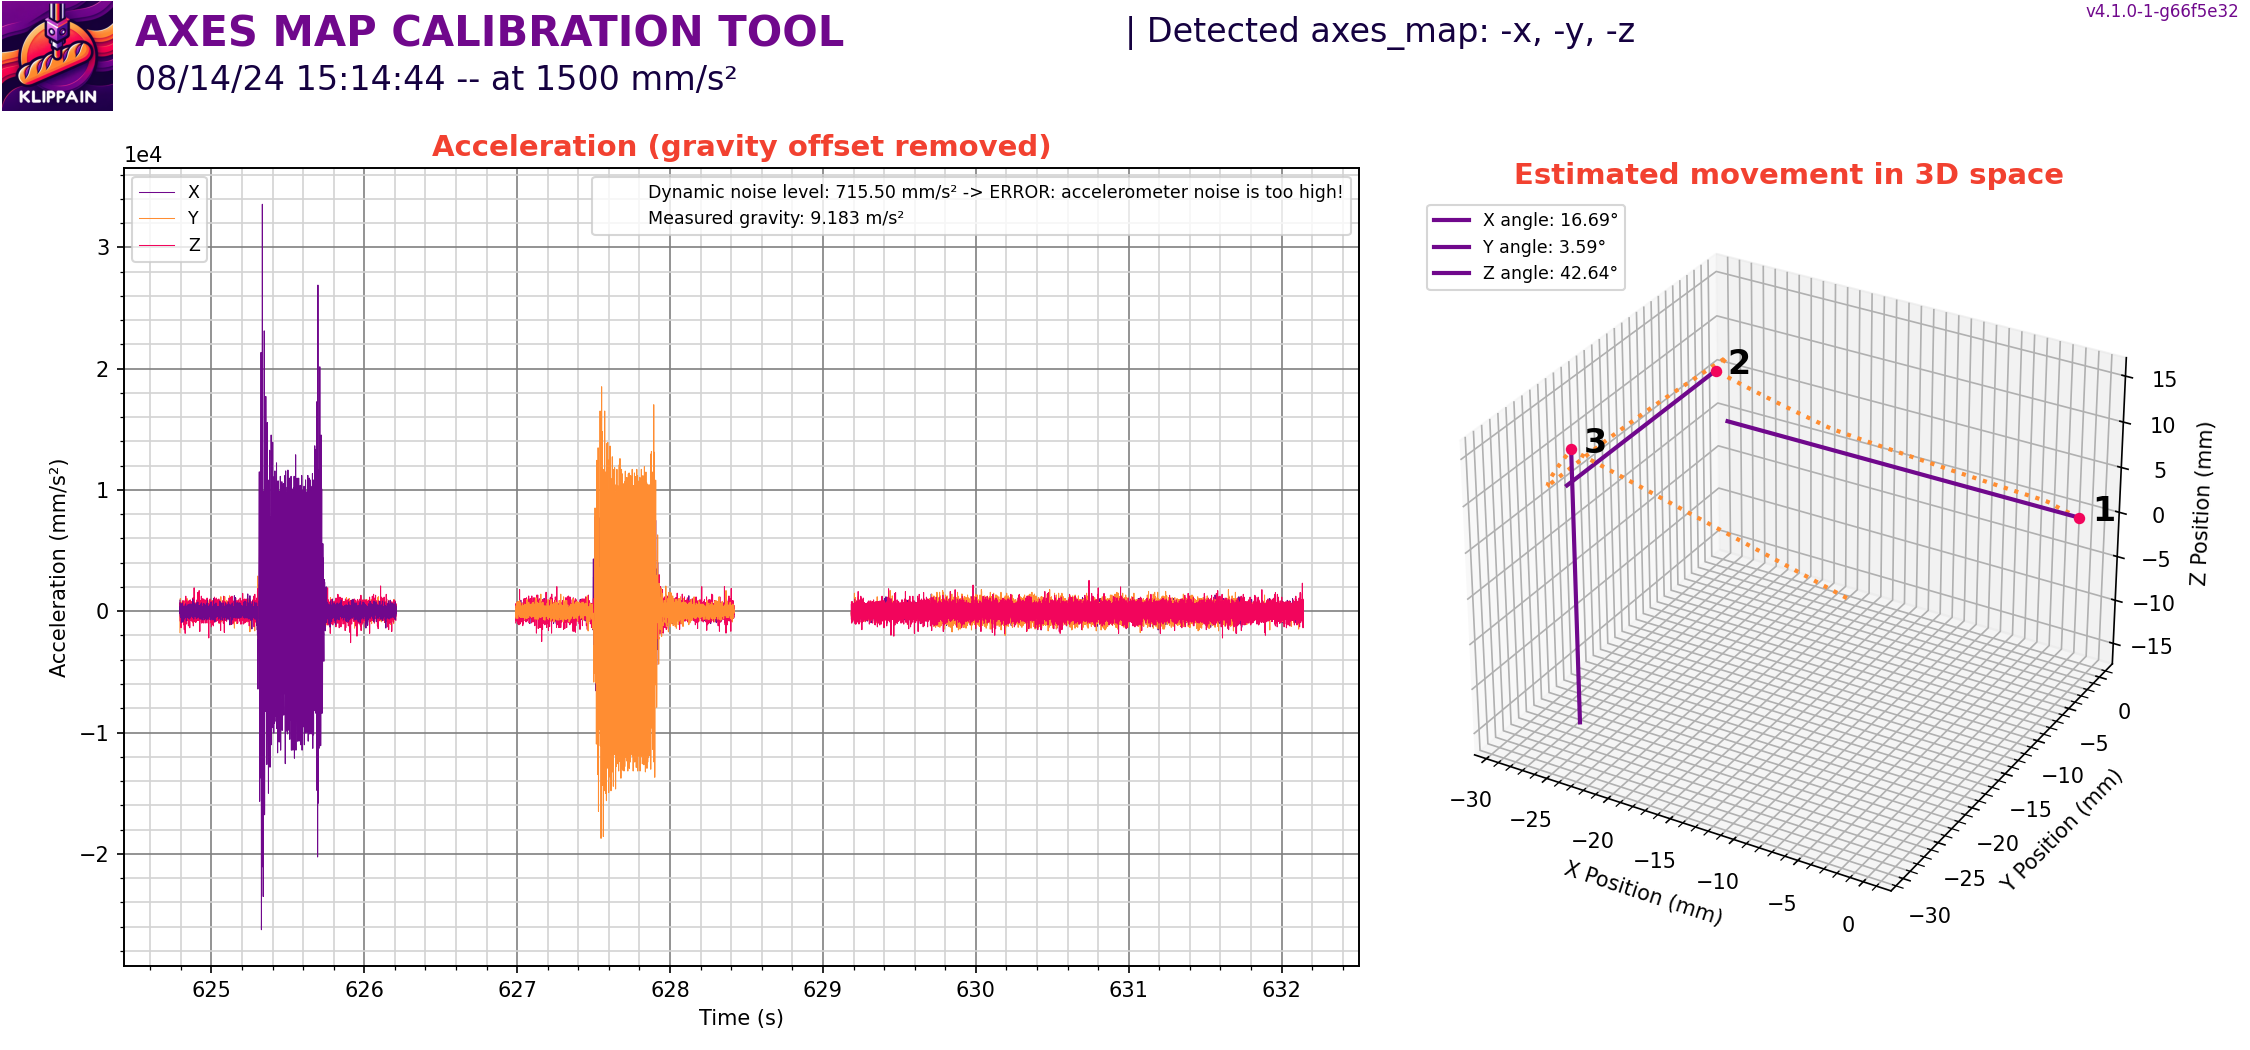 KLIPPAIN
AXES MAP CALIBRATION TOOL
08/14/24 15:14:44 -- at 1500 mm/s²
| Detected axes_map: -x, -y, -z
v4.1.0-1-g66f5e32
Acceleration (gravity offset removed)
1e4
X
Y
Z
Dynamic noise level: 715.50 mm/s² -> ERROR: accelerometer noise is too high!
Measured gravity: 9.183 m/s²
3
2
1
0
−1
−2
Acceleration (mm/s²)
625 626 627 628 629 630 631 632
Time (s)
Estimated movement in 3D space
X angle: 16.69°
Y angle: 3.59°
Z angle: 42.64°
2
3
1
15
10
5
0
−5
−10
−15
Z Position (mm)
0
−5
−10
−15
−20
−25
−30
Y Position (mm)
−30
−25
−20
−15
−10
−5
0
X Position (mm)